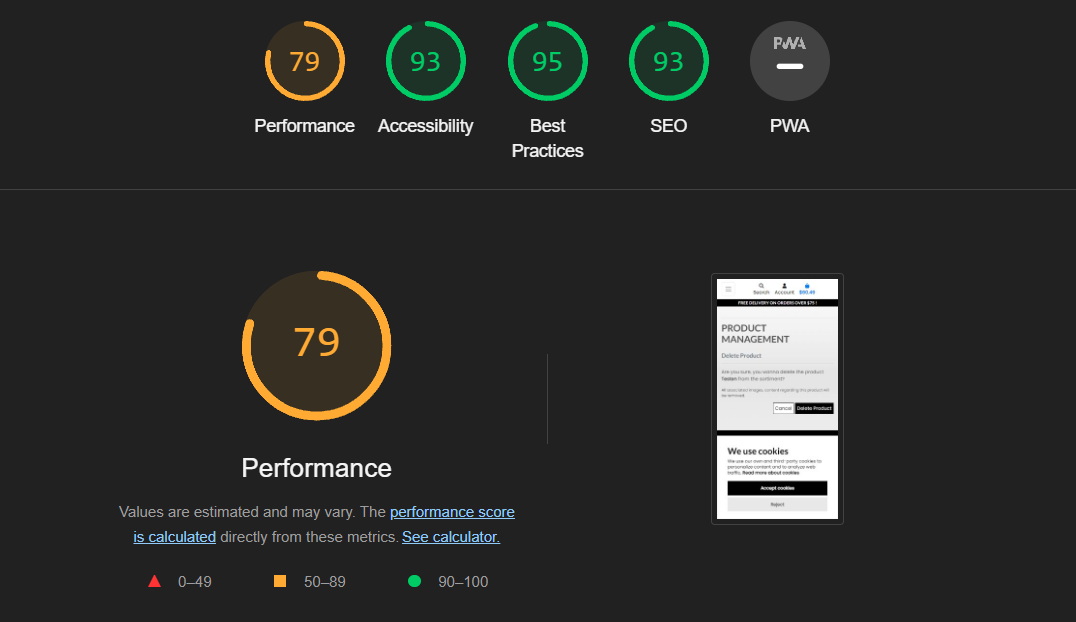 79
93
95
93
PWA
Performance
Accessibility
Best
Practices
SEO
PWA
79
Performance
Values are estimated and may vary. The performance score
is calculated directly from these metrics. See calculator.
0–49
50–89
90–100
Search Account $90.45
FREE DELIVERY ON ORDERS OVER $75 !
PRODUCT
MANAGEMENT
Delete Product
Are you sure, you wanna delete the product
from the sortiment?
All associated images, content regarding this product will
be removed.
Cancel Delete Product
We use cookies
We use our own and third-party cookies to
personalize content and to analyze web
traffic. Read more about cookies
Accept cookies
Reject